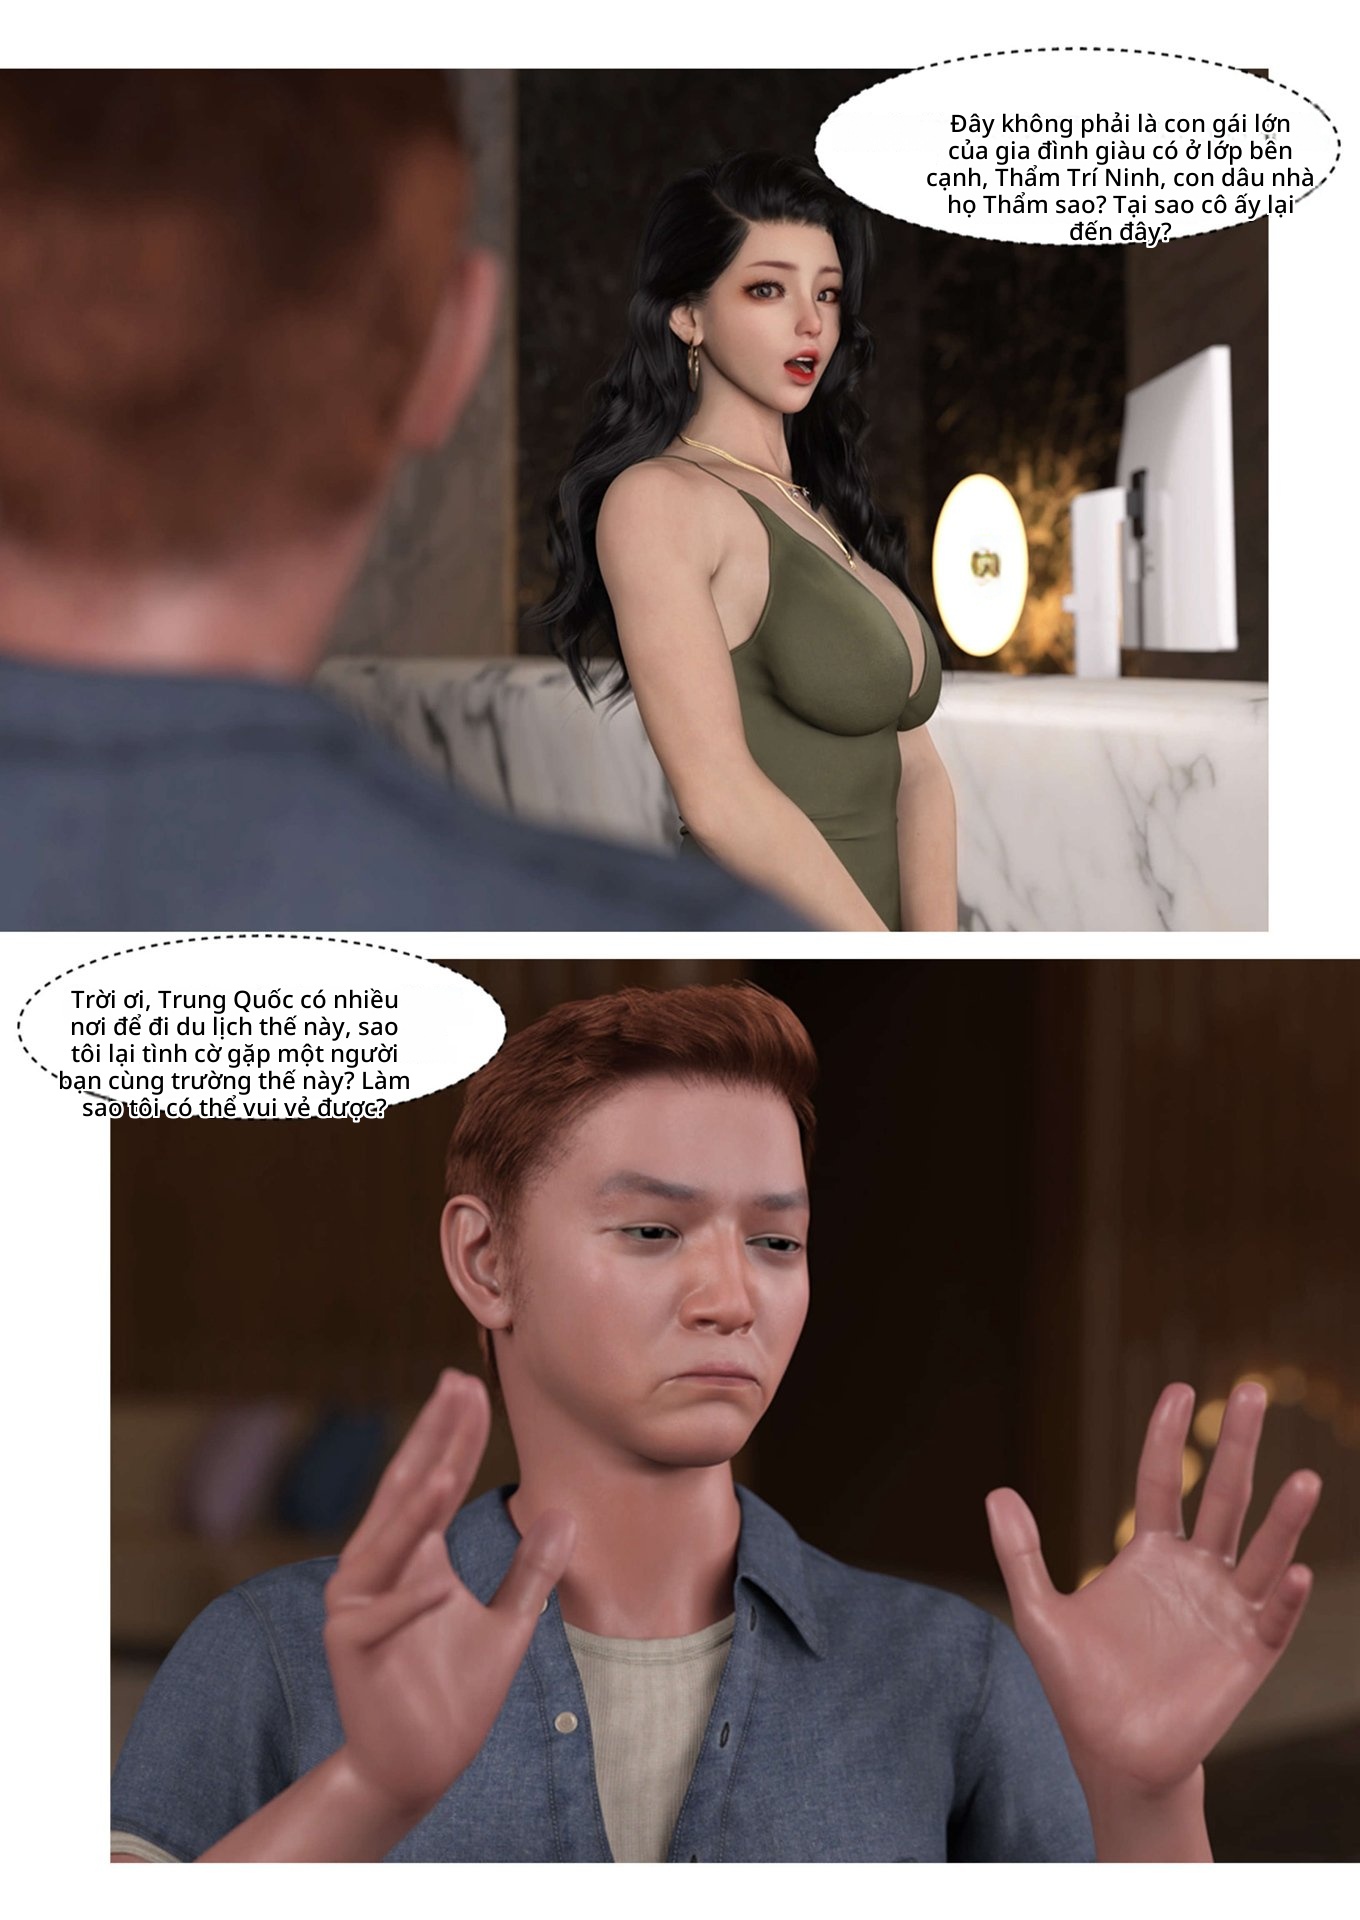 Đây không phải là con gái lớn
của gia đình giàu có ở lớp bên
cạnh, Thẩm Trí Ninh, con dâu nhà
họ Thẩm sao? Tại sao cô ấy lại
đến đây?
Trời ơi, Trung Quốc có nhiều
nơi để đi du lịch thế này, sao
tôi lại tình cờ gặp một người
bạn cùng trường thế này? Làm
sao tôi có thể vui vẻ được?